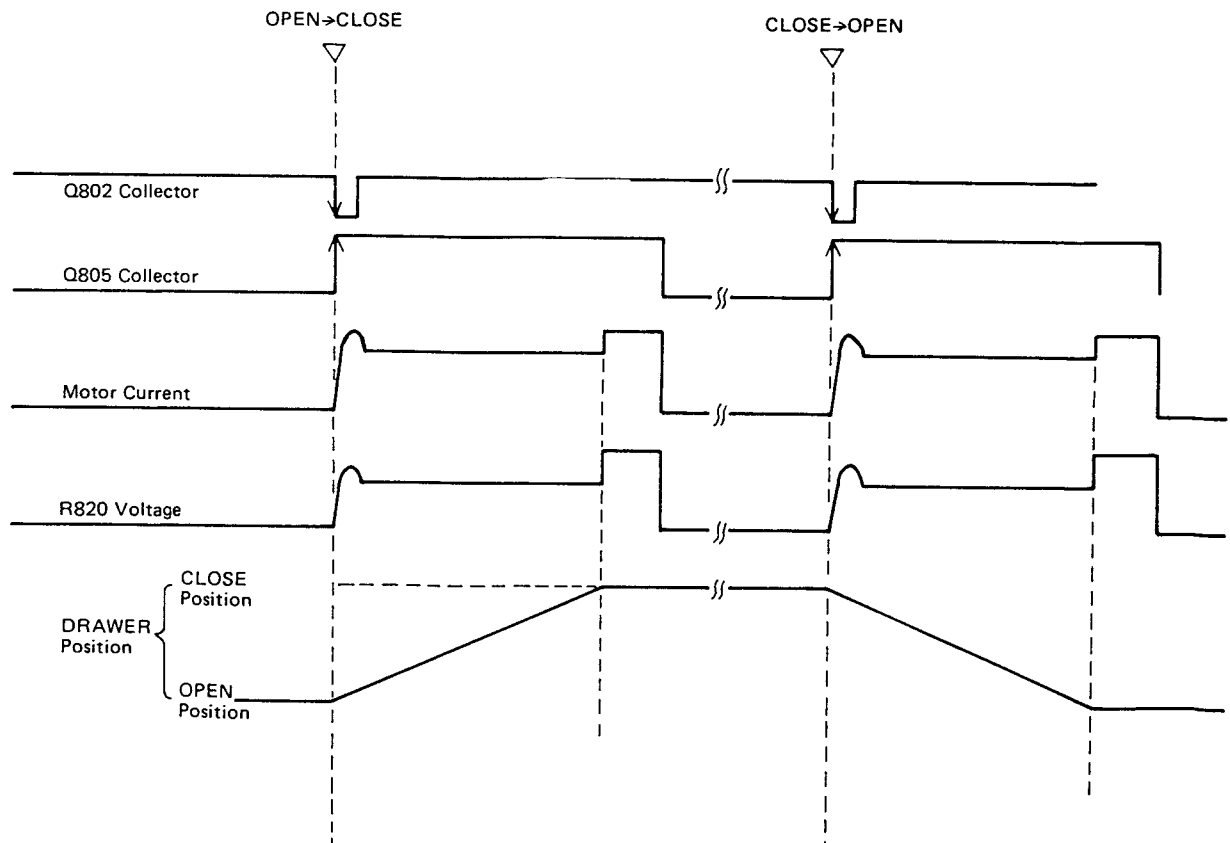 OPEN→CLOSE
CLOSE→OPEN
Q802 Collector
Q805 Collector
Motor Current
R820 Voltage
CLOSE
Position
DRAWER
Position
OPEN
Position